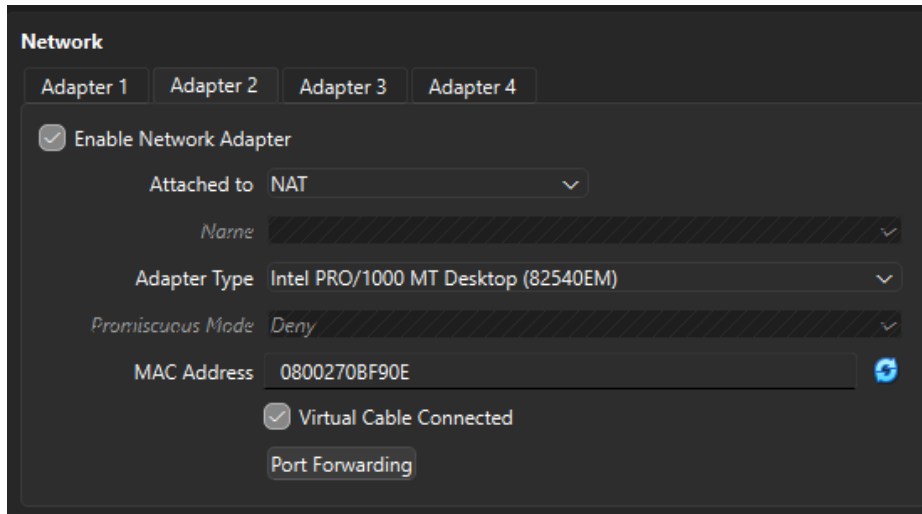 Network
Adapter 1 Adapter 2 Adapter 3 Adapter 4
Enable Network Adapter
Attached to NAT
Name
Adapter Type Intel PRO/1000 MT Desktop (82540EM)
Promiscuous Mode Deny
MAC Address 0800270BF90E
Virtual Cable Connected
Port Forwarding